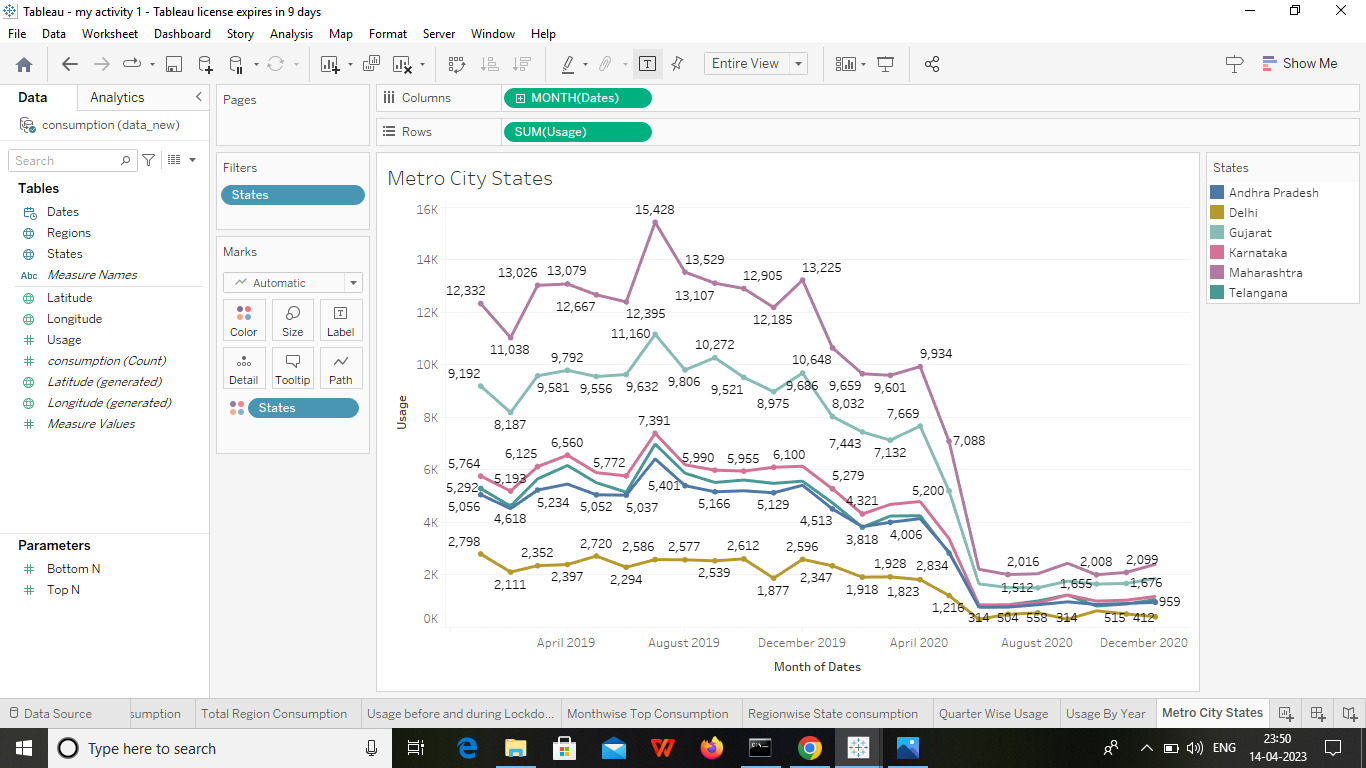 Tableau - my activity 1 - Tableau license expires in 9 days
File Data Worksheet Dashboard Story Analysis Map Format Server Window Help
Entire View
Show Me
Data Analytics
consumption (data_new)
Search
Tables
Dates
Regions
States
Abc Measure Names
Latitude
Longitude
Usage
consumption (Count)
Latitude (generated)
Longitude (generated)
Measure Values
Parameters
Bottom N
Top N
Pages
Filters
States
Marks
Automatic
Color Size Label
Detail Tooltip Path
States
Columns MONTH(Dates)
Rows SUM(Usage)
Metro City States
16K
14K
12K
10K
8K
6K
4K
2K
0K
Usage
15,428
12,332 13,026 13,079 13,529 12,905 13,225
11,038 12,667 12,395 13,107 12,185
9,934
9,192 9,792 11,160 10,272 10,648
8,187 9,581 9,556 9,632 9,806 9,521 8,975 9,686 9,659 9,601
8,032 7,669
7,443 7,132 7,088
5,764 5,193 6,125 6,560 5,772 7,391 5,990 5,955 6,100 5,279
4,321 5,200
5,292
5,056 4,618 5,234 5,052 5,037 5,401 5,166 5,129 4,513 3,818 4,006
2,798 2,352 2,720 2,586 2,577 2,612 2,596 1,928 2,834
2,111 2,397 2,294 2,539 1,877 2,347 1,918 1,823 1,216
2,016 2,008 2,099
1,512 1,655 1,676
314 504 558 314 515 412 959
April 2019 August 2019 December 2019 April 2020 August 2020 December 2020
Month of Dates
States
Andhra Pradesh
Delhi
Gujarat
Karnataka
Maharashtra
Telangana
Data Source sumption Total Region Consumption Usage before and during Lockdo... Monthwise Top Consumption Regionwise State consumption Quarter Wise Usage Usage By Year Metro City States
Type here to search
ENG
23:50
14-04-2023